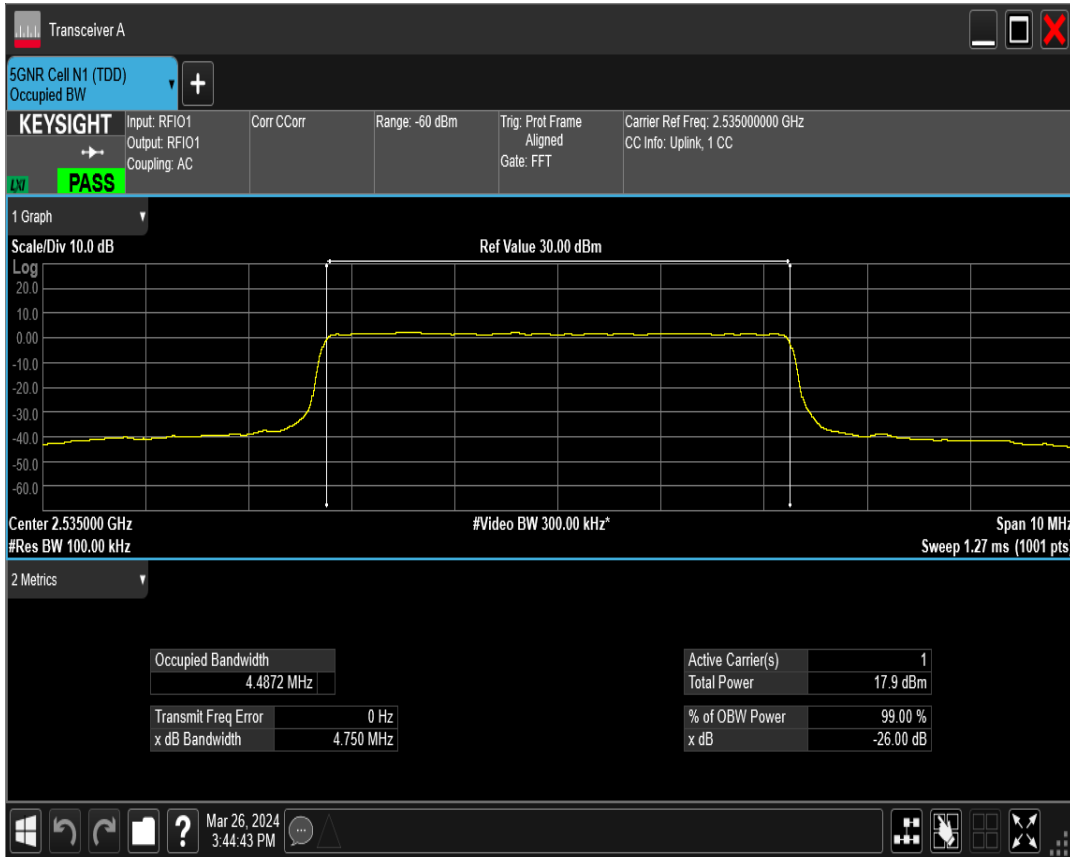 Transceiver A
5GNR Cell N1 (TDD)
Occupied BW
+
KEYSIGHT
LXI
PASS
Input: RFIO1
Output: RFIO1
Coupling: AC
Corr CCorr
Range: -60 dBm
Trig: Prot Frame
Aligned
Gate: FFT
Carrier Ref Freq: 2.535000000 GHz
CC Info: Uplink, 1 CC
1 Graph
Scale/Div 10.0 dB
Ref Value 30.00 dBm
Log
20.0
10.0
0.00
-10.0
-20.0
-30.0
-40.0
-50.0
-60.0
Center 2.535000 GHz
#Video BW 300.00 kHz*
Span 10 MHz
#Res BW 100.00 kHz
Sweep 1.27 ms (1001 pts)
2 Metrics
Occupied Bandwidth
4.4872 MHz
Transmit Freq Error 0 Hz
x dB Bandwidth 4.750 MHz
Active Carrier(s) 1
Total Power 17.9 dBm
% of OBW Power 99.00 %
x dB -26.00 dB
?
Mar 26, 2024
3:44:43 PM